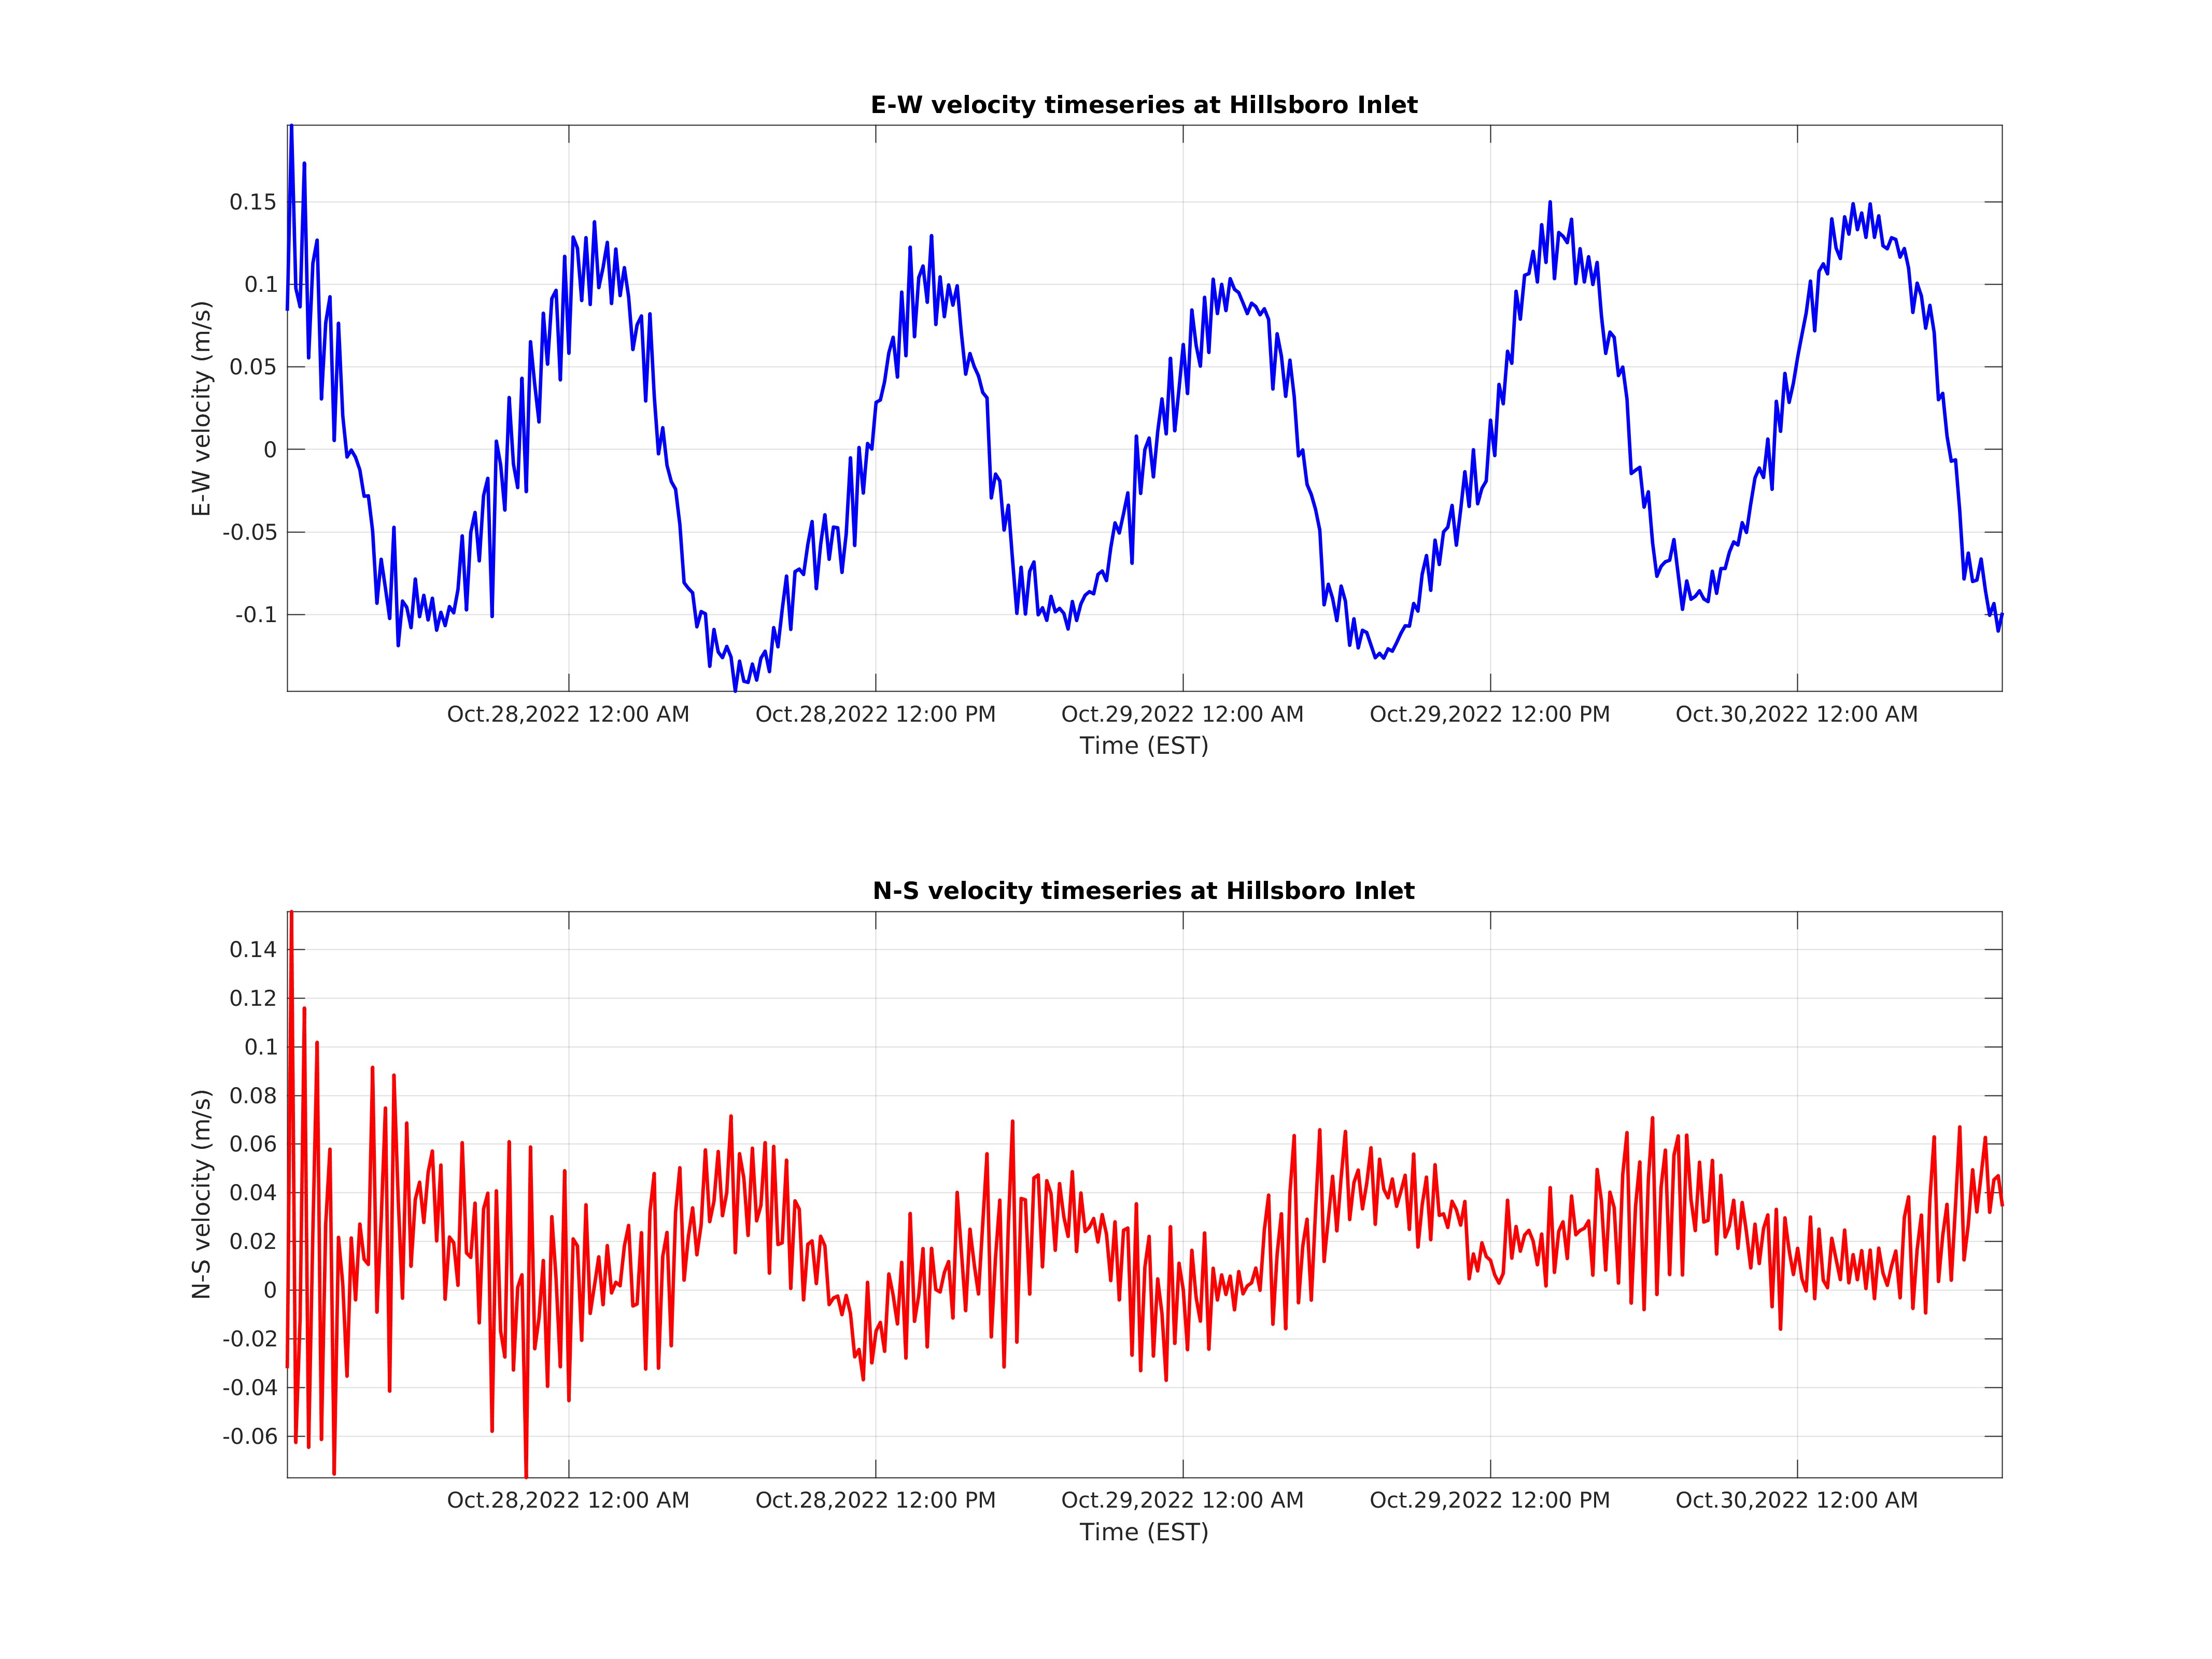 E-W velocity timeseries at Hillsboro Inlet
E-W velocity (m/s)
0.15
0.1
0.05
0
-0.05
-0.1
Oct.28,2022 12:00 AM
Oct.28,2022 12:00 PM
Oct.29,2022 12:00 AM
Oct.29,2022 12:00 PM
Oct.30,2022 12:00 AM
Time (EST)
N-S velocity timeseries at Hillsboro Inlet
N-S velocity (m/s)
0.14
0.12
0.1
0.08
0.06
0.04
0.02
0
-0.02
-0.04
-0.06
Oct.28,2022 12:00 AM
Oct.28,2022 12:00 PM
Oct.29,2022 12:00 AM
Oct.29,2022 12:00 PM
Oct.30,2022 12:00 AM
Time (EST)